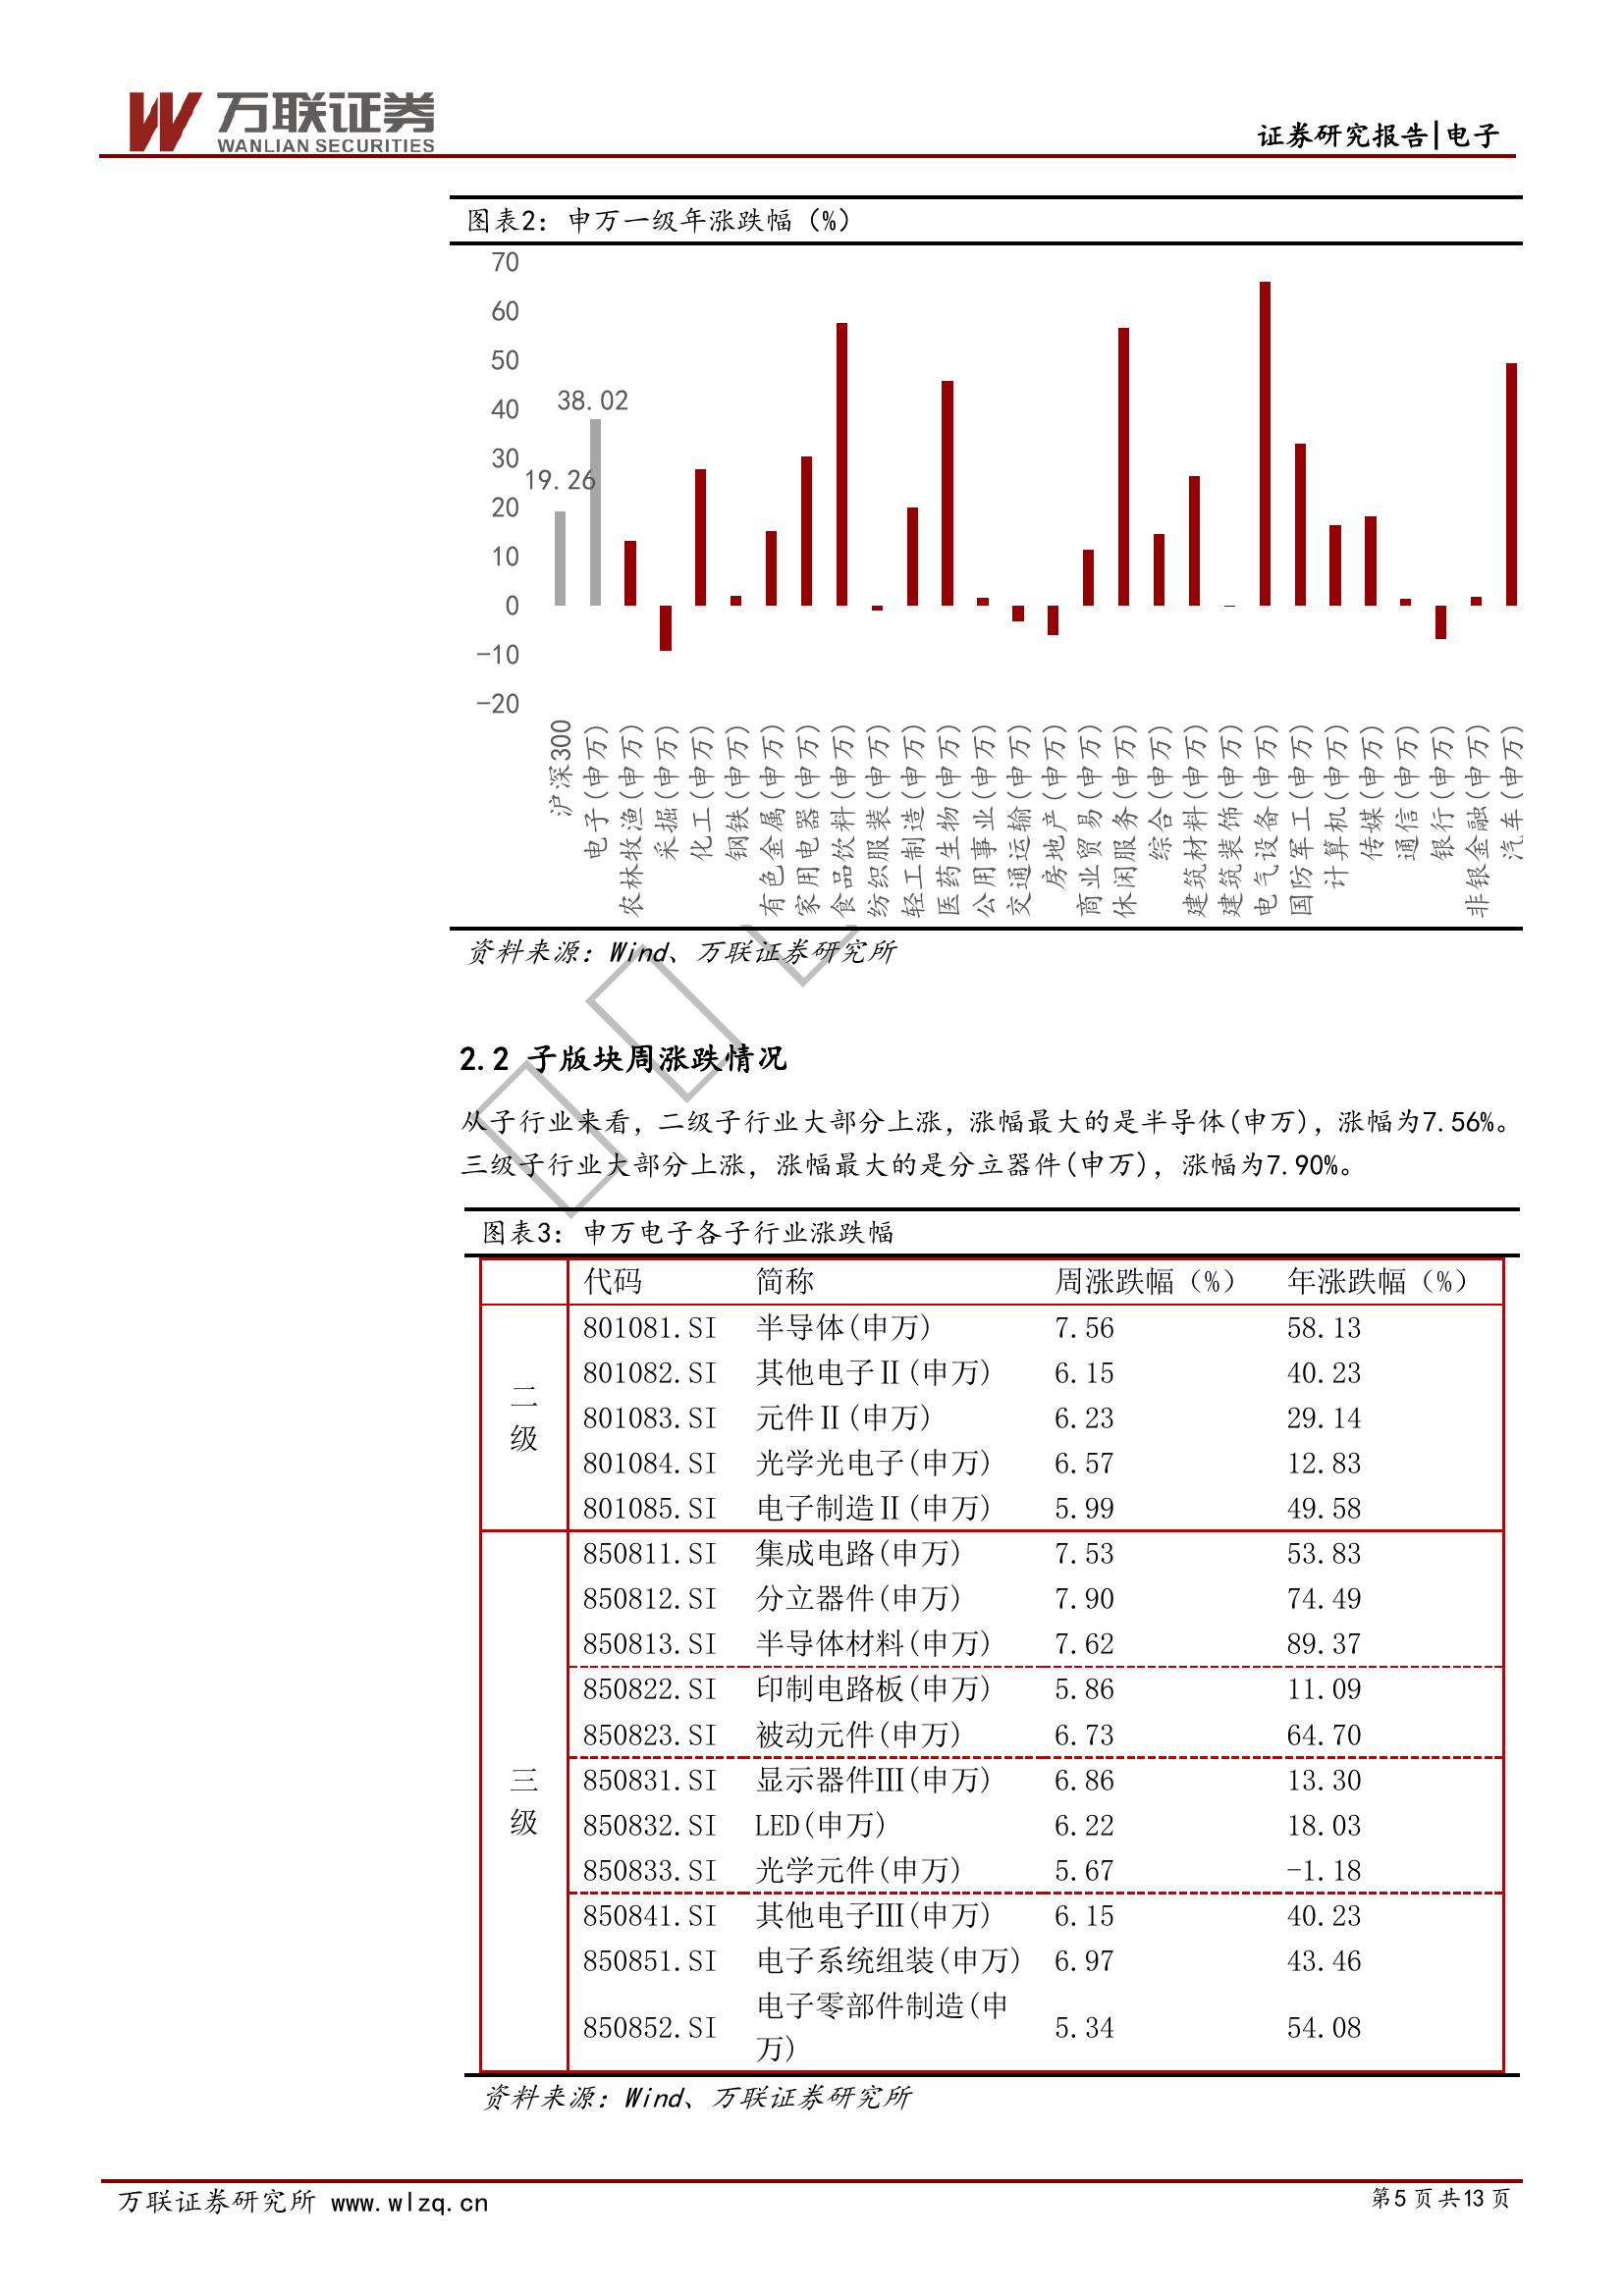 万联证券
WANLIAN SECURITIES
证券研究报告|电子
图表2：申万一级年涨跌幅（%）
70
60
50
40
30
20
10
0
-10
-20
38.02
19.26
沪深300
电子(申万)
农林牧渔(申万)
采掘(申万)
化工(申万)
钢铁(申万)
有色金属(申万)
家用电器(申万)
食品饮料(申万)
纺织服装(申万)
轻工制造(申万)
医药生物(申万)
公用事业(申万)
交通运输(申万)
房地产(申万)
商业贸易(申万)
休闲服务(申万)
综合(申万)
建筑材料(申万)
建筑装饰(申万)
电气设备(申万)
国防军工(申万)
计算机(申万)
传媒(申万)
通信(申万)
银行(申万)
非银金融(申万)
汽车(申万)
资料来源：Wind、万联证券研究所
2.2 子版块周涨跌情况
从子行业来看，二级子行业大部分上涨，涨幅最大的是半导体(申万)，涨幅为7.56%。
三级子行业大部分上涨，涨幅最大的是分立器件(申万)，涨幅为7.90%。
图表3：申万电子各子行业涨跌幅
代码 简称 周涨跌幅（%） 年涨跌幅（%）
二级
801081.SI 半导体(申万) 7.56 58.13
801082.SI 其他电子Ⅱ(申万) 6.15 40.23
801083.SI 元件Ⅱ(申万) 6.23 29.14
801084.SI 光学光电子(申万) 6.57 12.83
801085.SI 电子制造Ⅱ(申万) 5.99 49.58
三级
850811.SI 集成电路(申万) 7.53 53.83
850812.SI 分立器件(申万) 7.90 74.49
850813.SI 半导体材料(申万) 7.62 89.37
850822.SI 印制电路板(申万) 5.86 11.09
850823.SI 被动元件(申万) 6.73 64.70
850831.SI 显示器件Ⅲ(申万) 6.86 13.30
850832.SI LED(申万) 6.22 18.03
850833.SI 光学元件(申万) 5.67 -1.18
850841.SI 其他电子Ⅲ(申万) 6.15 40.23
850851.SI 电子系统组装(申万) 6.97 43.46
850852.SI 电子零部件制造(申万) 5.34 54.08
资料来源：Wind、万联证券研究所
万联证券研究所 www.wlzq.cn
第5页共13页